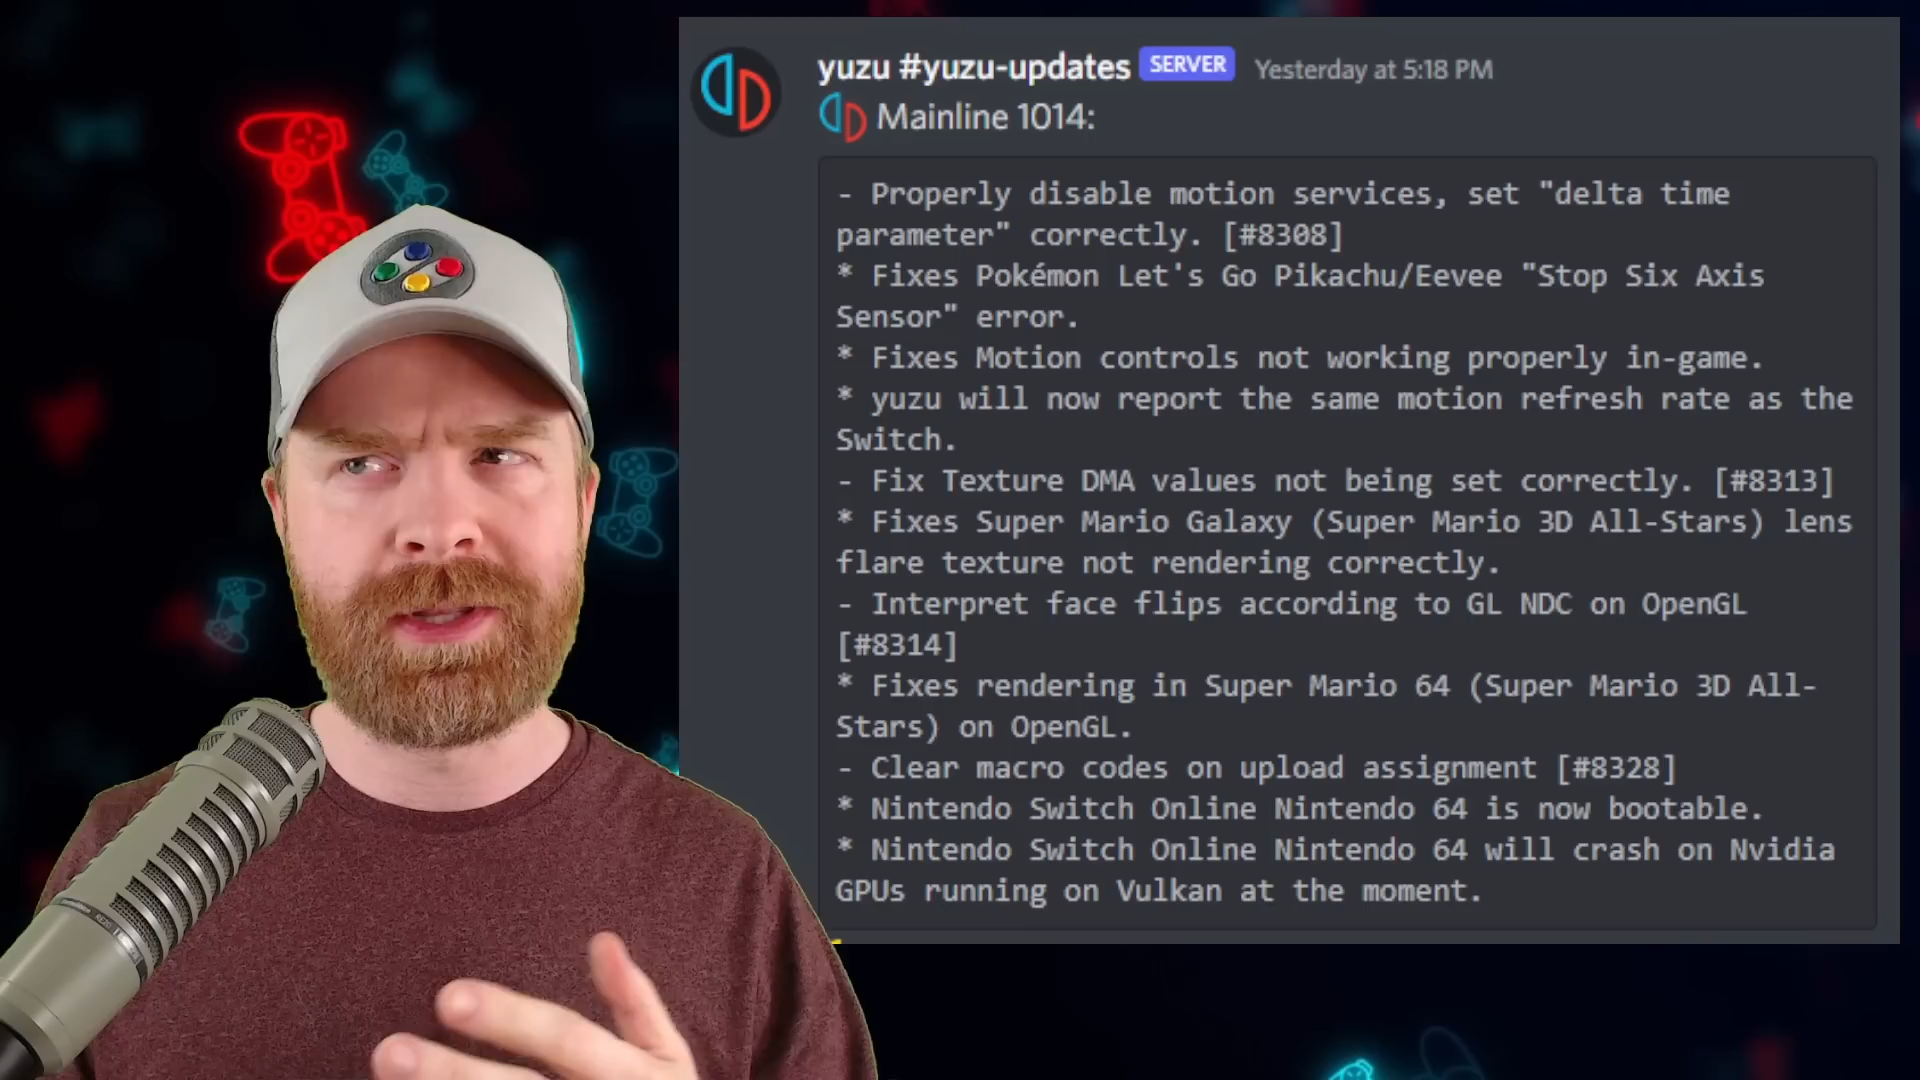 yuzu #yuzu-updates SERVER Yesterday at 5:18 PM
Mainline 1014:
- Properly disable motion services, set "delta time
parameter" correctly. [#8308]
* Fixes Pokémon Let's Go Pikachu/Eevee "Stop Six Axis
Sensor" error.
* Fixes Motion controls not working properly in-game.
* yuzu will now report the same motion refresh rate as the
Switch.
- Fix Texture DMA values not being set correctly. [#8313]
* Fixes Super Mario Galaxy (Super Mario 3D All-Stars) lens
flare texture not rendering correctly.
- Interpret face flips according to GL NDC on OpenGL
[#8314]
* Fixes rendering in Super Mario 64 (Super Mario 3D All-
Stars) on OpenGL.
- Clear macro codes on upload assignment [#8328]
* Nintendo Switch Online Nintendo 64 is now bootable.
* Nintendo Switch Online Nintendo 64 will crash on Nvidia
GPUs running on Vulkan at the moment.